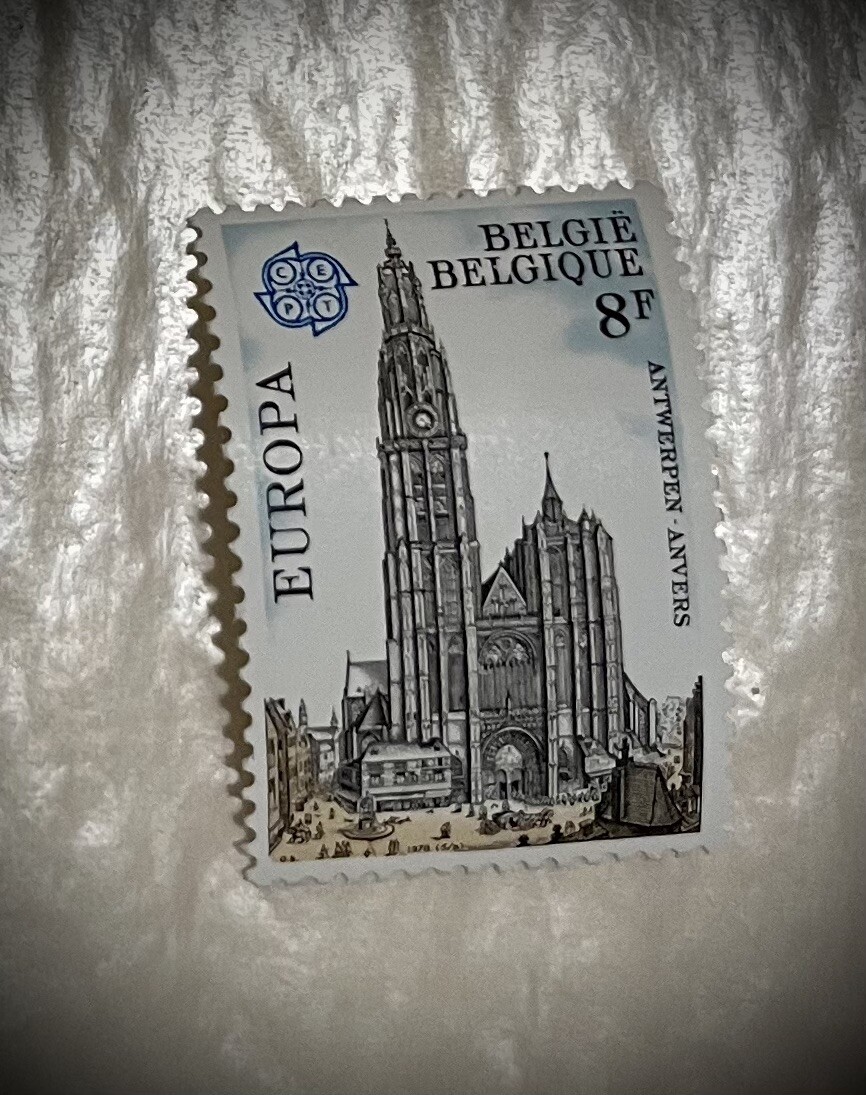 BELGIË
BELGIQUE
8F
C E
P T
EUROPA
ANTWERPEN - ANVERS